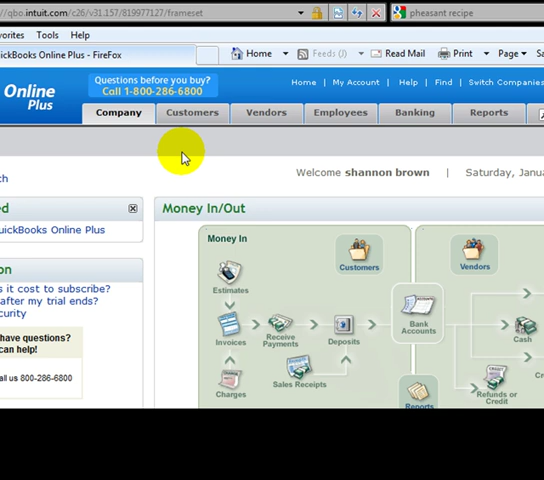 //qbo.intuit.com/c26/v31.157/819977127/frameset
pheasant recipe
vorites Tools Help
uickBooks Online Plus - FireFox
Home Feeds (J) Read Mail Print Page
Questions before you buy?
Call 1-800-286-6800
Online
Plus
Home | My Account | Help | Find | Switch Companies
Company Customers Vendors Employees Banking Reports
Welcome shannon brown | Saturday, Janu
ch
ed
uickBooks Online Plus
Money In/Out
Money In
Customers
Vendors
Estimates
on
s it cost to subscribe?
after my trial ends?
curity
Invoices
Receive
Payments
Deposits
Bank
Accounts
Cash
have questions?
can help!
all us 800-286-6800
Charges
Sales Receipts
Reports
Refunds or
Credit